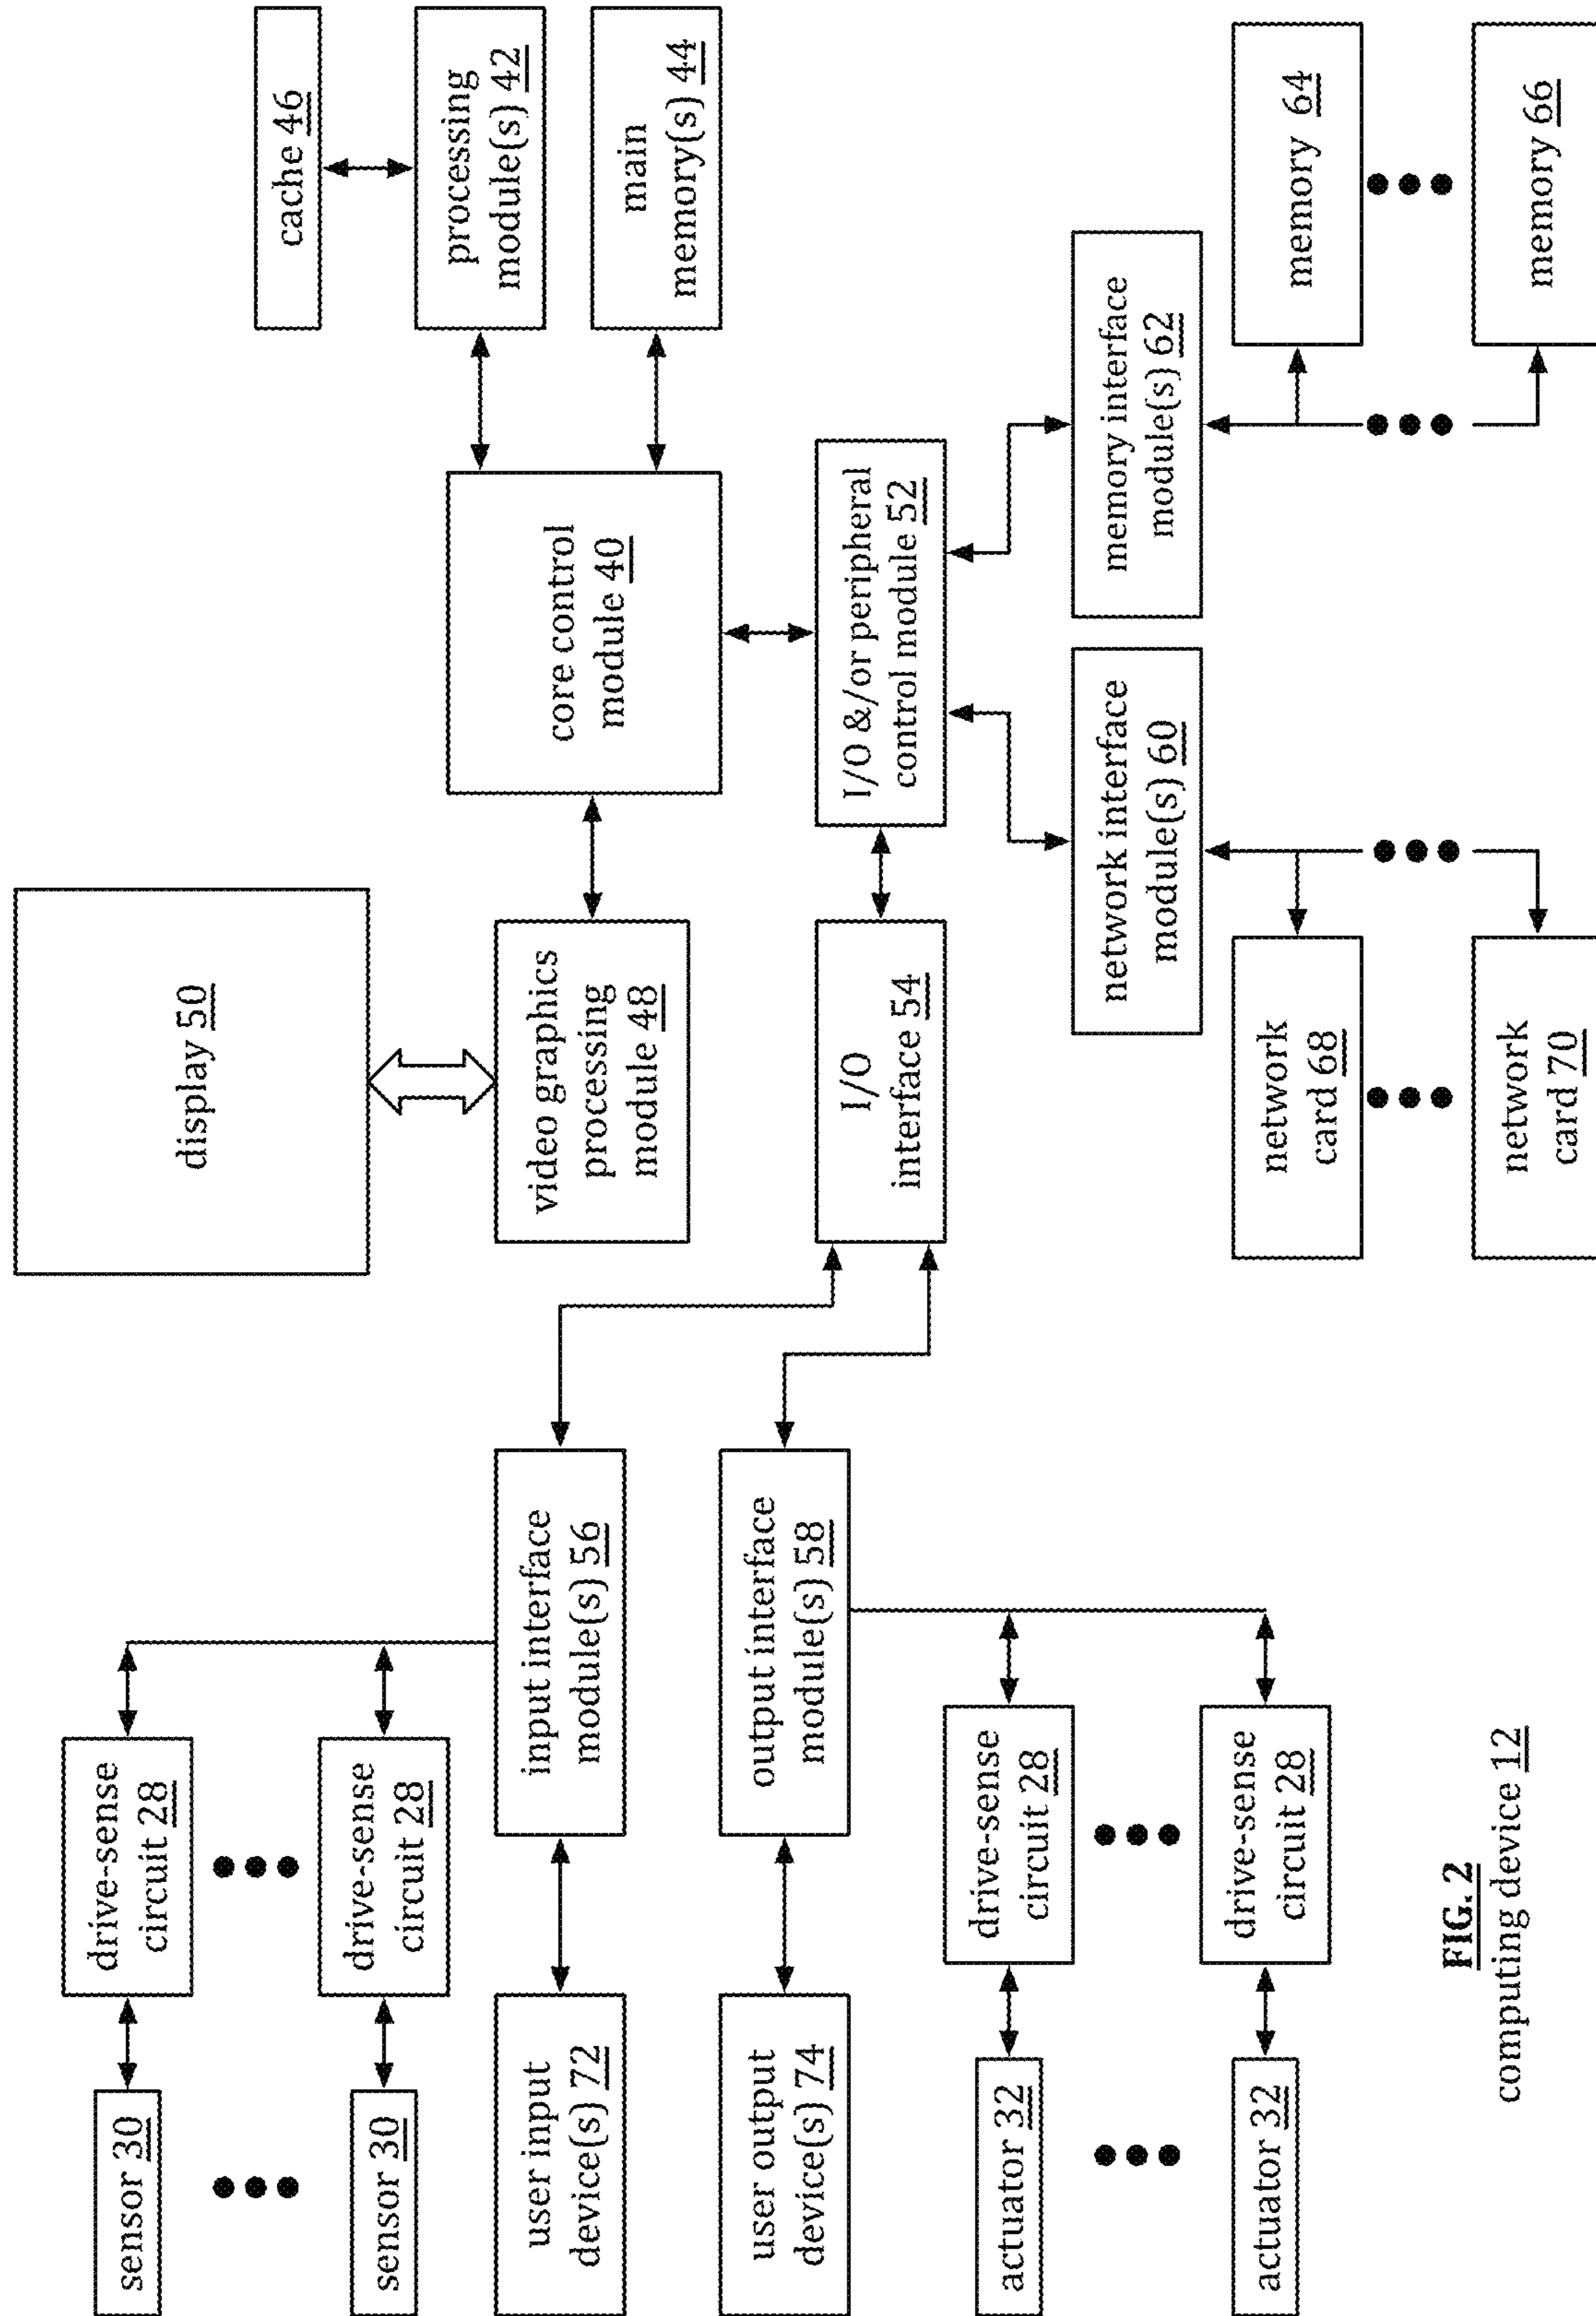 display 50
cache 46
processing
module(s) 42
main
memory(s) 44
core control
module 40
video graphics
processing
module 48
I/O &/or peripheral
control module 52
I/O
interface 54
drive-sense
circuit 28
sensor 30
drive-sense
circuit 28
sensor 30
input interface
module(s) 56
user input
device(s) 72
output interface
module(s) 58
user output
device(s) 74
drive-sense
circuit 28
actuator 32
drive-sense
circuit 28
actuator 32
network interface
module(s) 60
memory interface
module(s) 62
network
card 68
network
card 70
memory 64
memory 66
FIG. 2
computing device 12